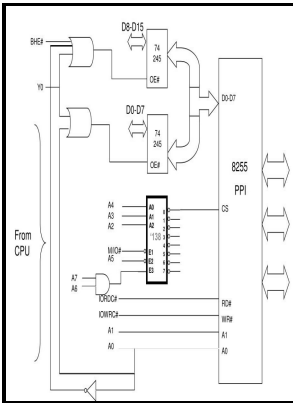 D8-D15
BHE#
74
245
OE#
Y0
D0-D7
D0-D7
74
245
OE#
8255
PPI
From
CPU
A4
A3
A2
A0
A1
A2
'138
0
1
2
3
4
5
6
7
CS
M/IO#
A5
E1
E2
E3
A7
A6
IORDC#
RD#
IOWRC#
WR#
A1
A1
A0
A0